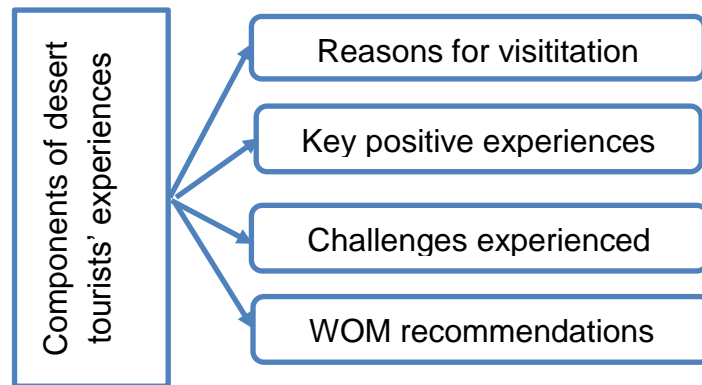 Components of desert
tourists' experiences
Reasons for visititation
Key positive experiences
Challenges experienced
WOM recommendations